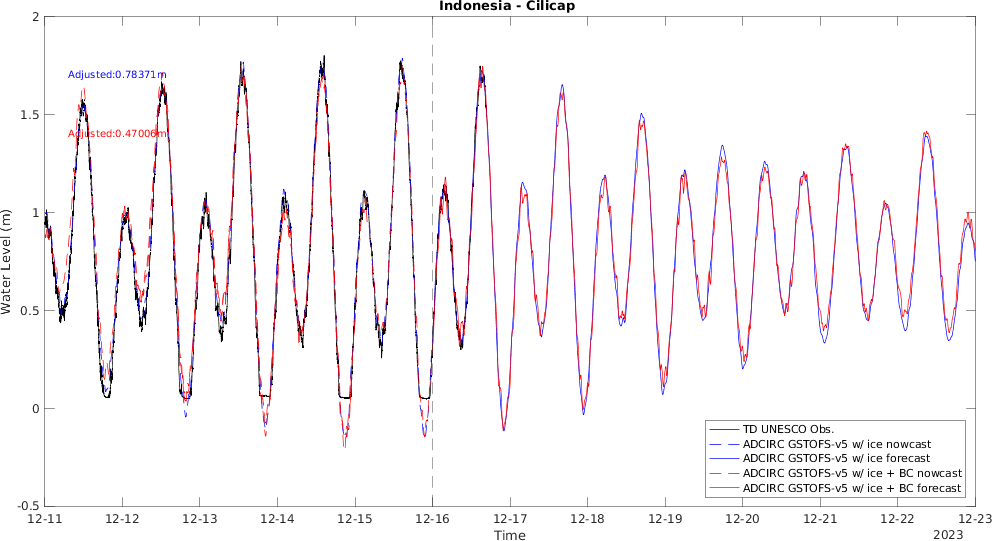 Indonesia - Cilicap
2
Adjusted:0.78371m
1.5
Adjusted:0.47006m
1
Water Level (m)
0.5
0
TD UNESCO Obs.
ADCIRC GSTOFS-v5 w/ ice nowcast
ADCIRC GSTOFS-v5 w/ ice forecast
ADCIRC GSTOFS-v5 w/ ice + BC nowcast
ADCIRC GSTOFS-v5 w/ ice + BC forecast
-0.5
12-11 12-12 12-13 12-14 12-15 12-16 12-17 12-18 12-19 12-20 12-21 12-22 12-23
Time
2023